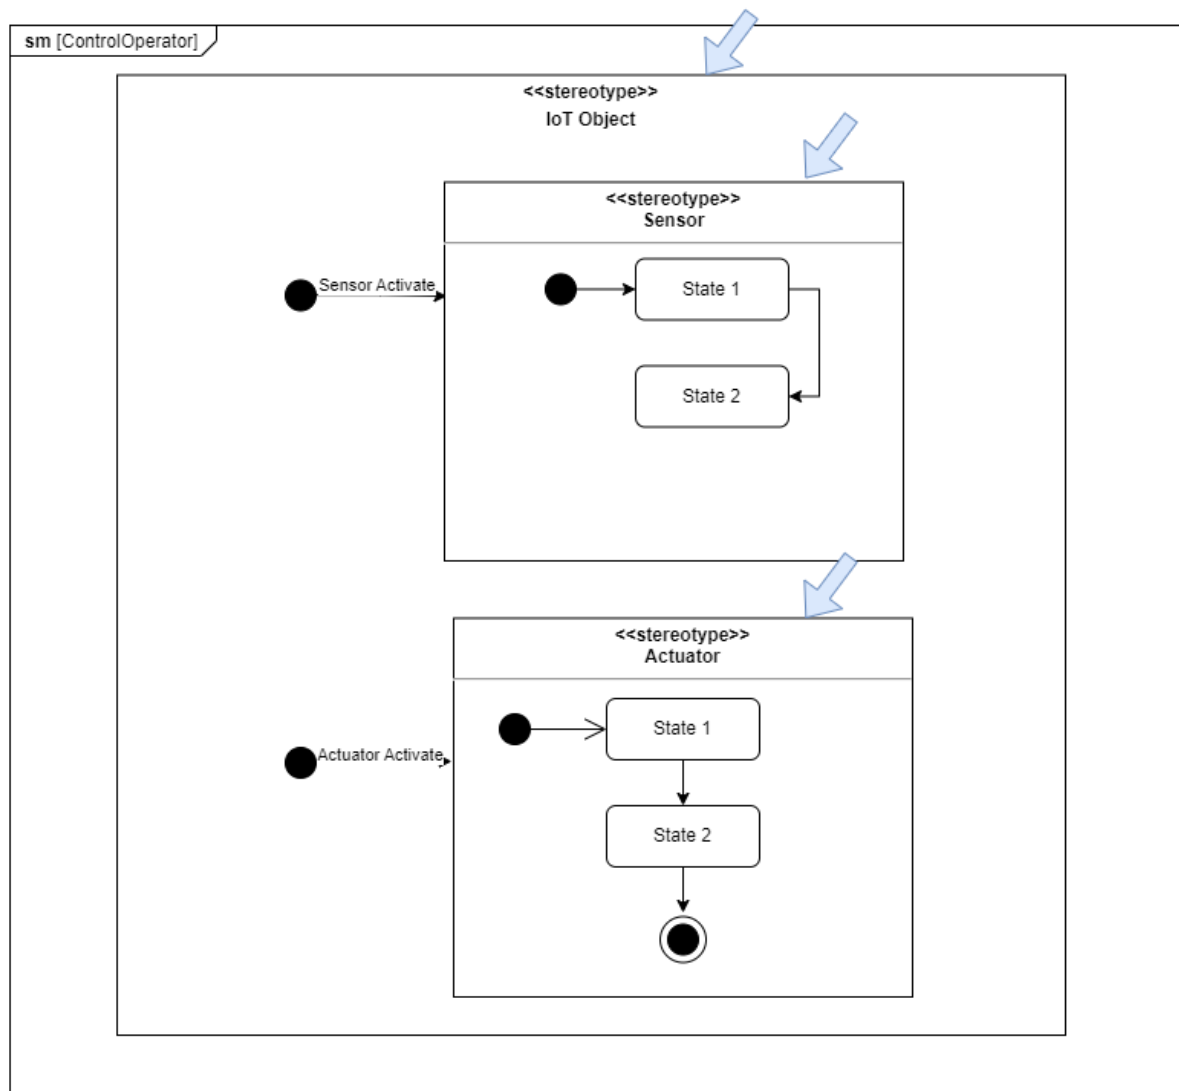 sm [ControlOperator]
<<stereotype>>
IoT Object
<<stereotype>>
Sensor
Sensor Activate
State 1
State 2
<<stereotype>>
Actuator
State 1
Actuator Activate
State 2